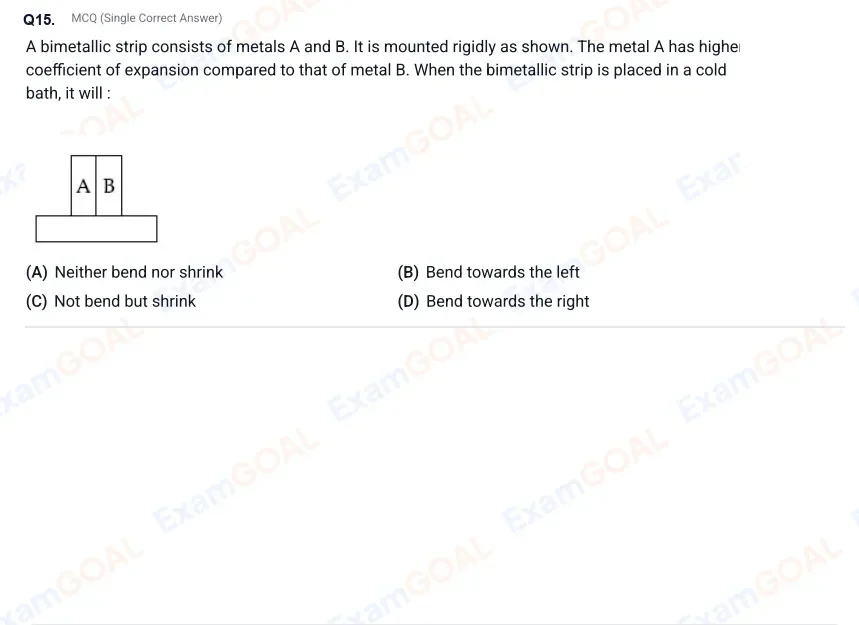 Q15. MCQ (Single Correct Answer)
A bimetallic strip consists of metals A and B. It is mounted rigidly as shown. The metal A has higher
coefficient of expansion compared to that of metal B. When the bimetallic strip is placed in a cold
bath, it will :
A B
(A) Neither bend nor shrink
(B) Bend towards the left
(C) Not bend but shrink
(D) Bend towards the right
ExamGOAL